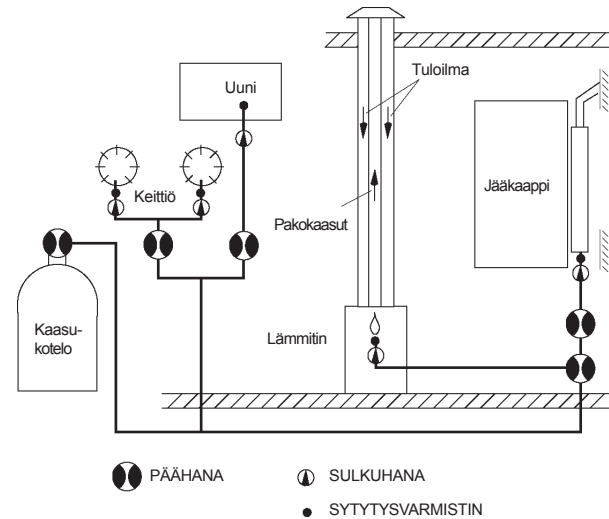 Tuloilma
Uuni
Keittiö
Jääkaappi
Pakokaasut
Kaasu-
kotelo
Lämmitin
PÄÄHANA
SULKUHANA
SYTYTYSVARMISTIN